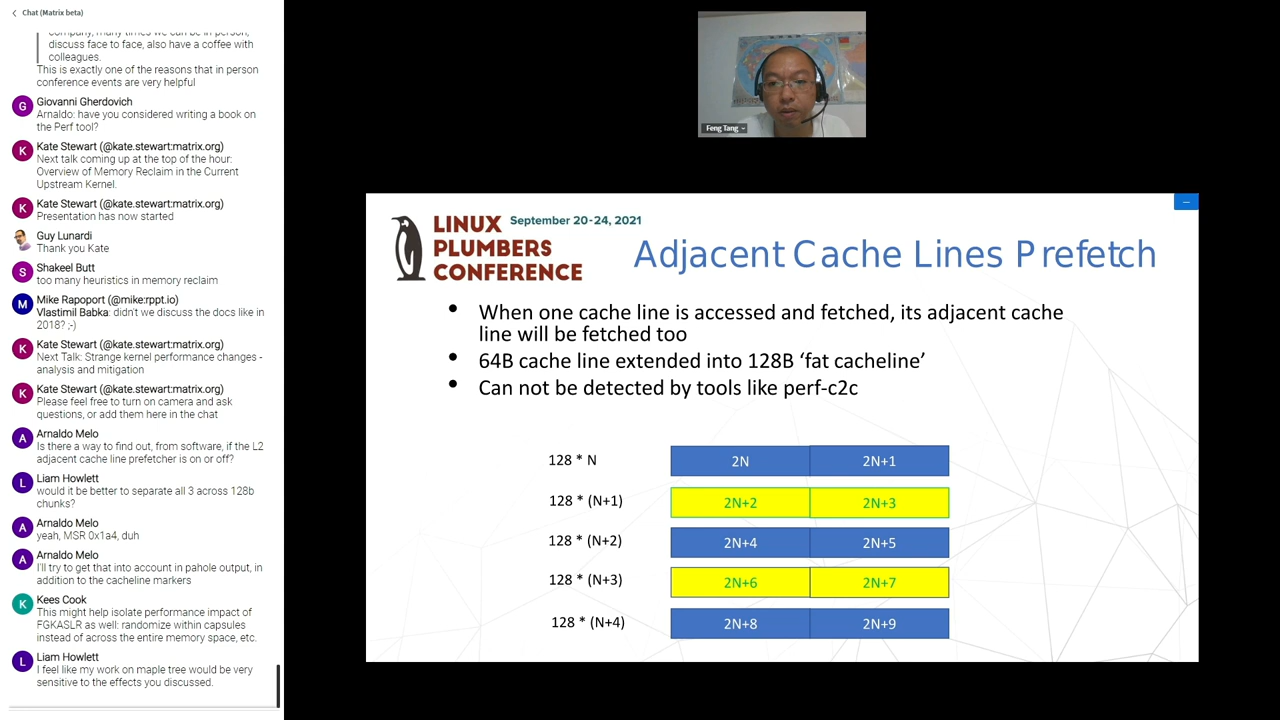 Chat (Matrix beta)
company, many times we can be in person,
discuss face to face, also have a coffee with
colleagues.
This is exactly one of the reasons that in person
conference events are very helpful
G
Giovanni Gherdovich
Arnaldo: have you considered writing a book on
the Perf tool?
K
Kate Stewart (@kate.stewart:matrix.org)
Next talk coming up at the top of the hour:
Overview of Memory Reclaim in the Current
Upstream Kernel.
K
Kate Stewart (@kate.stewart:matrix.org)
Presentation has now started
Guy Lunardi
Thank you Kate
S
Shakeel Butt
too many heuristics in memory reclaim
M
Mike Rapoport (@mike:rppt.io)
Vlastimil Babka: didn't we discuss the docs like in
2018? ;-)
K
Kate Stewart (@kate.stewart:matrix.org)
Next Talk: Strange kernel performance changes -
analysis and mitigation
K
Kate Stewart (@kate.stewart:matrix.org)
Please feel free to turn on camera and ask
questions, or add them here in the chat
A
Arnaldo Melo
Is there a way to find out, from software, if the L2
adjacent cache line prefetcher is on or off?
L
Liam Howlett
would it be better to separate all 3 across 128b
chunks?
A
Arnaldo Melo
yeah, MSR 0x1a4, duh
A
Arnaldo Melo
I'll try to get that into account in pahole output, in
addition to the cacheline markers
K
Kees Cook
This might help isolate performance impact of
FGKASLR as well: randomize within capsules
instead of across the entire memory space, etc.
L
Liam Howlett
I feel like my work on maple tree would be very
sensitive to the effects you discussed.
Feng Tang
LINUX
PLUMBERS
CONFERENCE
September 20-24, 2021
Adjacent Cache Lines Prefetch
• When one cache line is accessed and fetched, its adjacent cache
line will be fetched too
• 64B cache line extended into 128B ‘fat cacheline’
• Can not be detected by tools like perf-c2c
128 * N 2N 2N+1
128 * (N+1) 2N+2 2N+3
128 * (N+2) 2N+4 2N+5
128 * (N+3) 2N+6 2N+7
128 * (N+4) 2N+8 2N+9